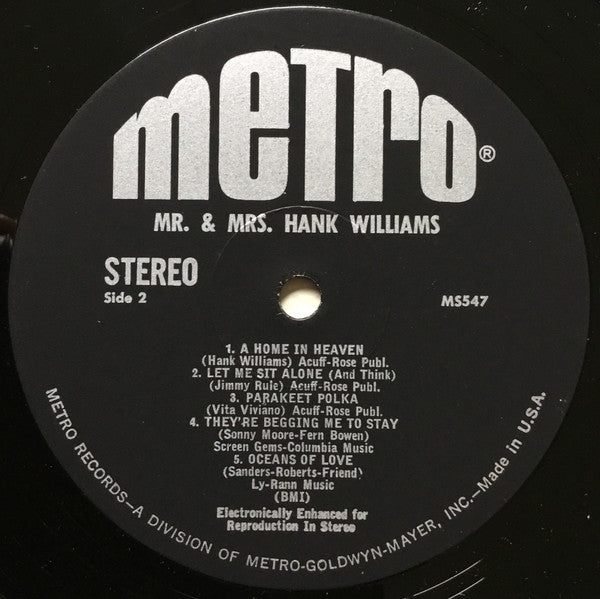 meTro®
MR. & MRS. HANK WILLIAMS
STEREO
Side 2
MS547
1. A HOME IN HEAVEN
(Hank Williams) Acuff-Rose Publ.
2. LET ME SIT ALONE (And Think)
(Jimmy Rule) Acuff-Rose Publ.
3. PARAKEET POLKA
(Vita Viviano) Acuff-Rose Publ.
4. THEY'RE BEGGING ME TO STAY
(Sonny Moore-Fern Bowen)
Screen Gems-Columbia Music
5. OCEANS OF LOVE
(Sanders-Roberts-Friend)
Ly-Rann Music
(BMI)
Electronically Enhanced for
Reproduction In Stereo
METRO RECORDS—A DIVISION OF METRO-GOLDWYN-MAYER, INC.—Made in U.S.A.